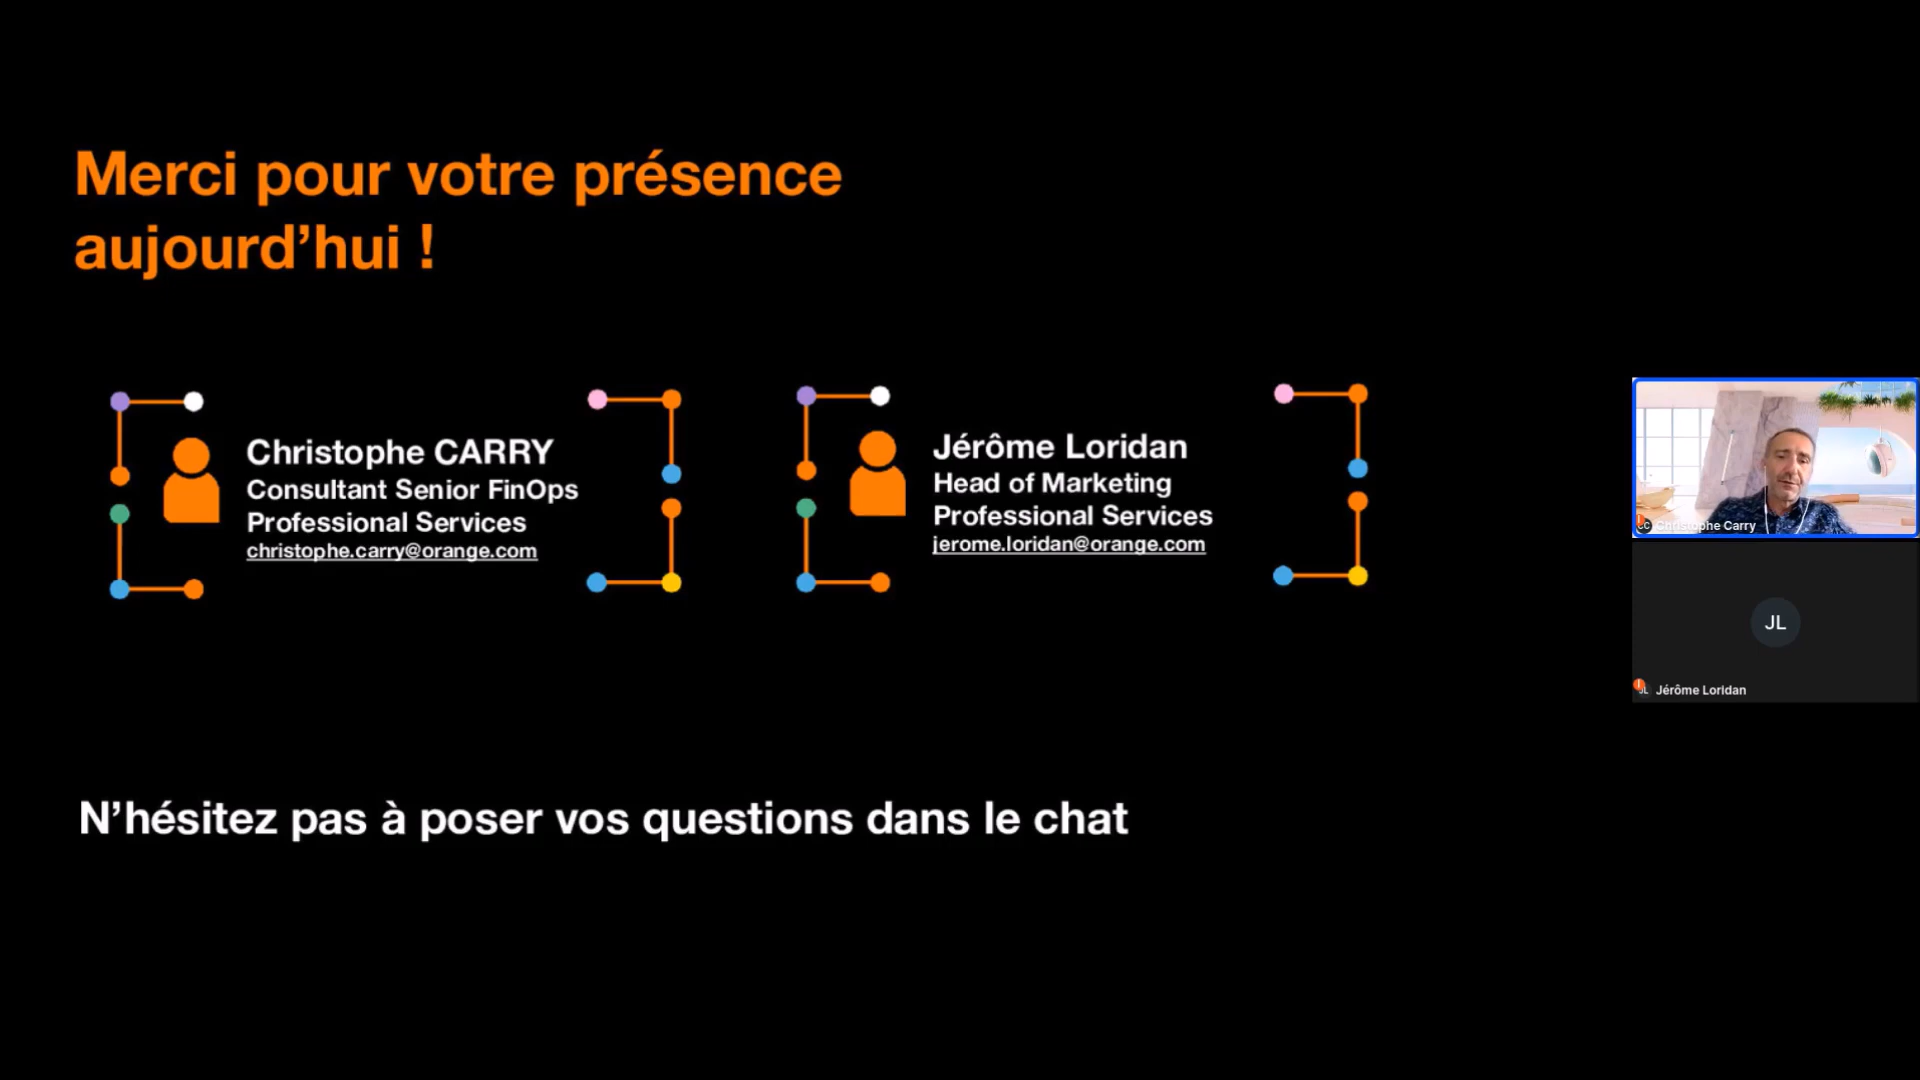 Merci pour votre présence
aujourd’hui !
Christophe CARRY
Consultant Senior FinOps
Professional Services
christophe.carry@orange.com
Jérôme Loridan
Head of Marketing
Professional Services
jerome.loridan@orange.com
N’hésitez pas à poser vos questions dans le chat
CC Christophe Carry
JL
JL Jérôme Loridan